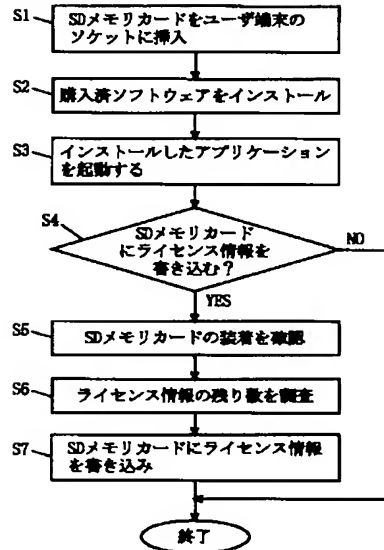 S1
SDメモリカードをユーザ端末の
ソケットに挿入
S2
購入済ソフトウェアをインストール
S3
インストールしたアプリケーション
を起動する
S4
SDメモリカード
にライセンス情報を
書き込む?
NO
YES
S5
SDメモリカードの装着を確認
S6
ライセンス情報の残り数を調査
S7
SDメモリカードにライセンス情報
を書き込み
終了